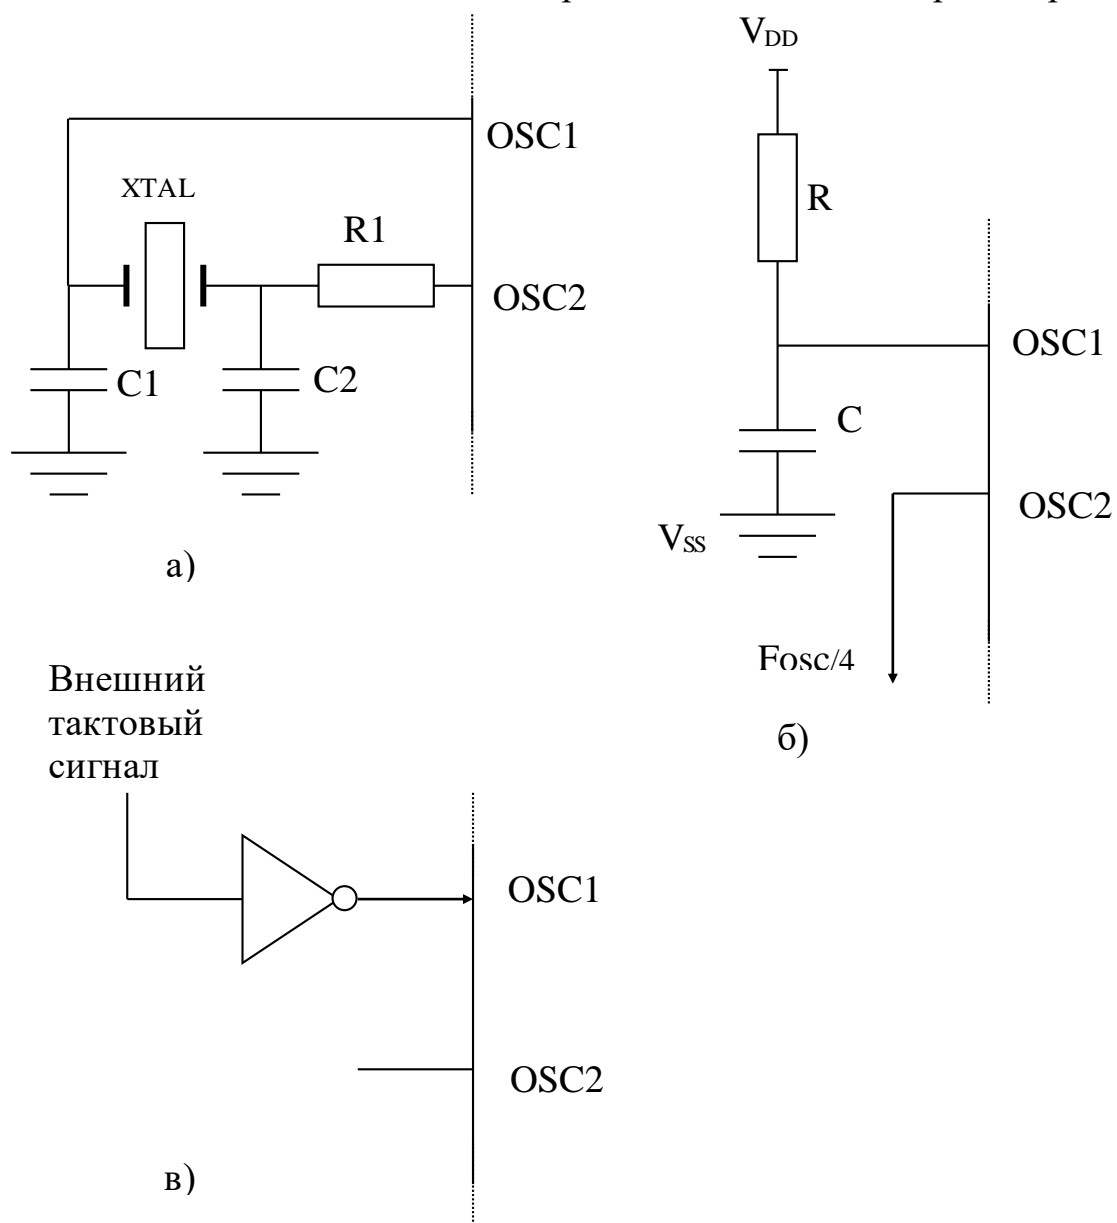 V_DD
OSC1
XTAL
R1
OSC2
C1
C2
а)
R
OSC1
C
OSC2
V_SS
Fosc/4
б)
Внешний
тактовый
сигнал
OSC1
OSC2
в)